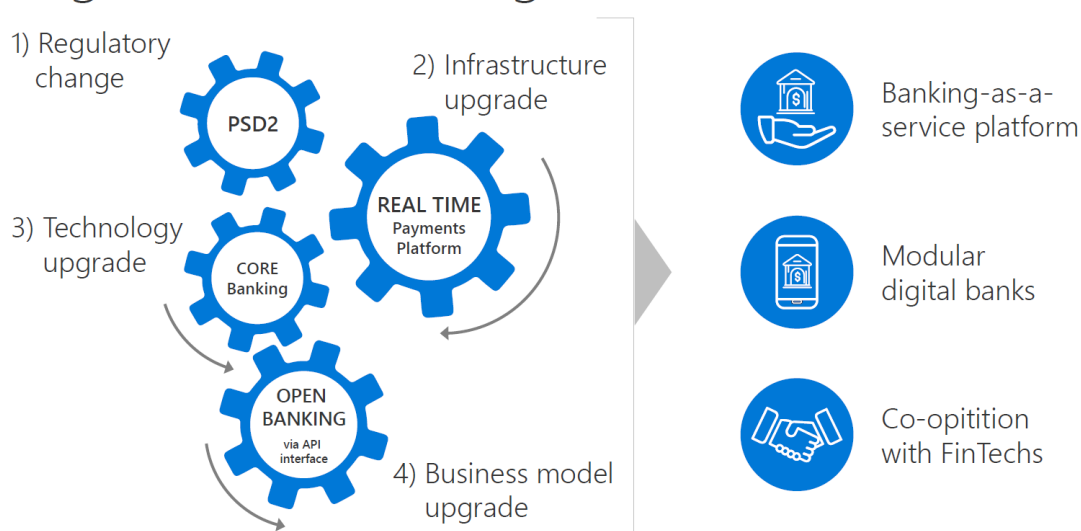 1) Regulatory
change
PSD2
2) Infrastructure
upgrade
REAL TIME
Payments
Platform
3) Technology
upgrade
CORE
Banking
OPEN
BANKING
via API
interface
4) Business model
upgrade
Banking-as-a-
service platform
Modular
digital banks
Co-opitition
with FinTechs